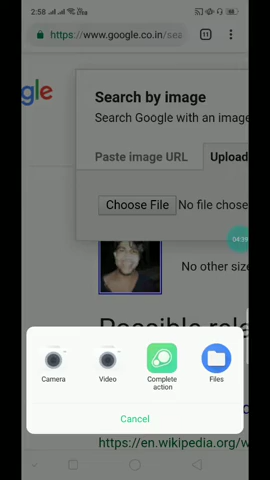 2:58
https://www.google.co.in/sea
11
gle
Search by image
Search Google with an image
Paste image URL
Upload
Choose File No file chose
04:39
No other size
Possible rela
Camera
Video
Complete action
Files
Cancel
https://en.wikipedia.org/w